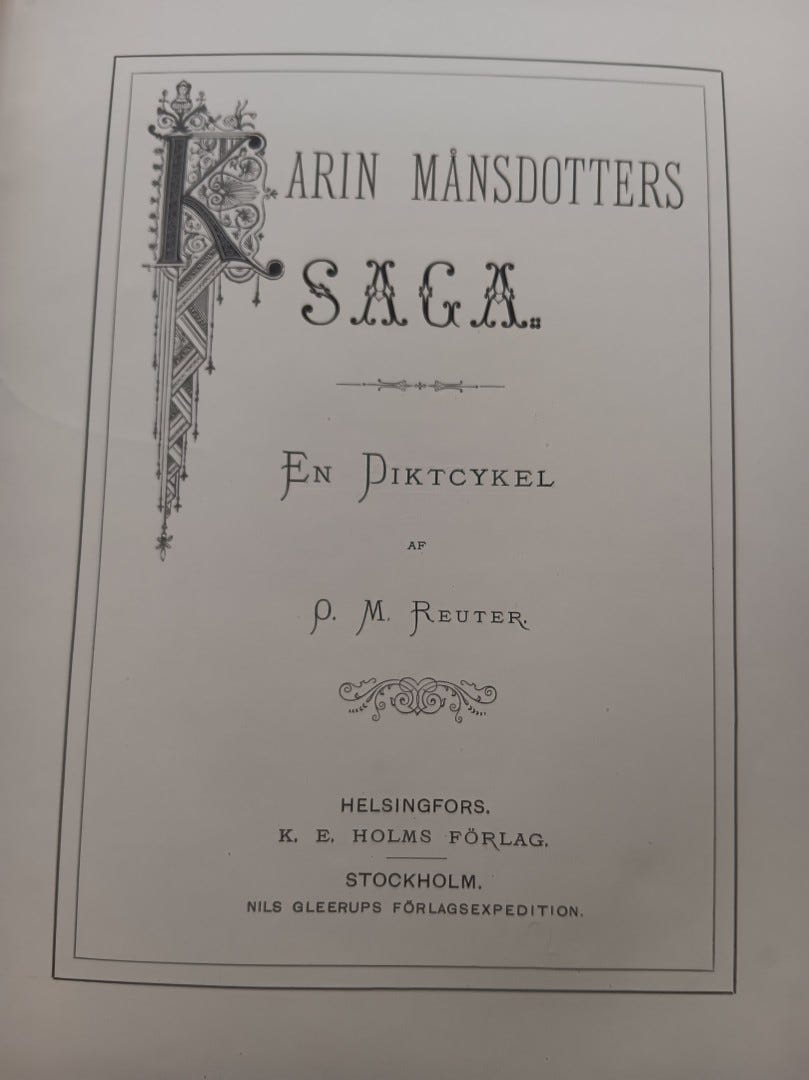 KARIN MÅNSDOTTERS
SAGA.
EN DIKTCYKEL
AF
O. M. REUTER.
HELSINGFORS.
K. E. HOLMS FÖRLAG.
STOCKHOLM.
NILS GLEERUPS FÖRLAGSEXPEDITION.